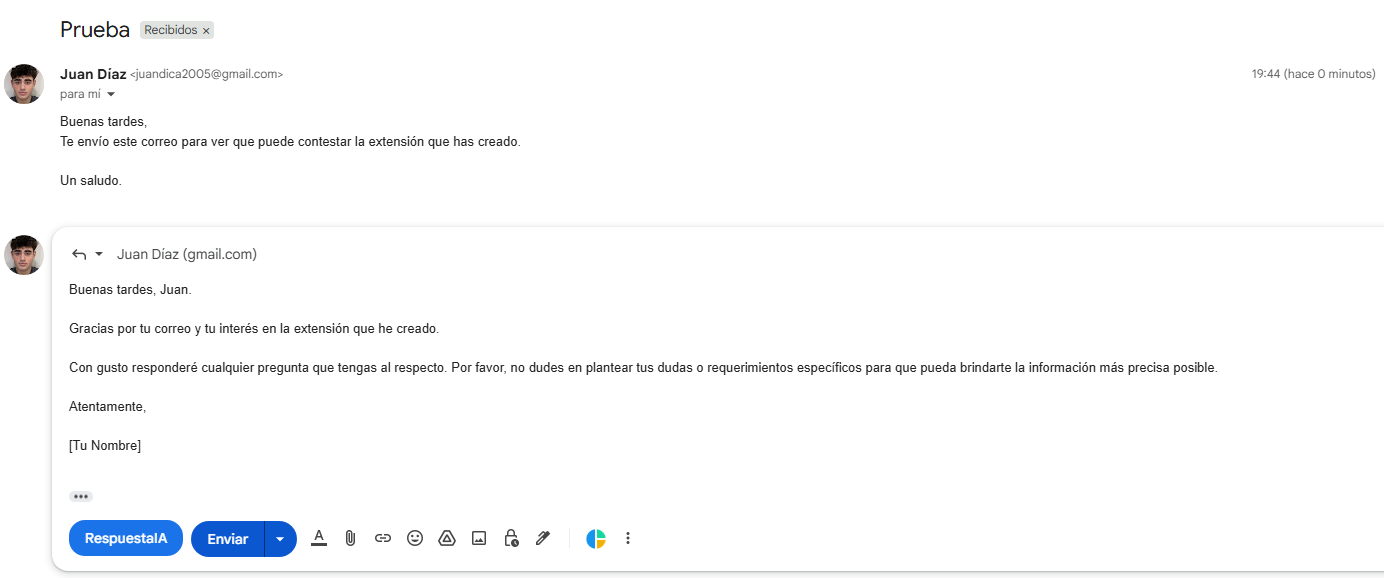 Prueba Recibidos ×
Juan Díaz <juandica2005@gmail.com> 19:44 (hace 0 minutos)
para mí
Buenas tardes,
Te envío este correo para ver que puede contestar la extensión que has creado.
Un saludo.
Juan Díaz (gmail.com)
Buenas tardes, Juan.
Gracias por tu correo y tu interés en la extensión que he creado.
Con gusto responderé cualquier pregunta que tengas al respecto. Por favor, no dudes en plantear tus dudas o requerimientos específicos para que pueda brindarte la información más precisa posible.
Atentamente,
[Tu Nombre]
RespuestaIA Enviar